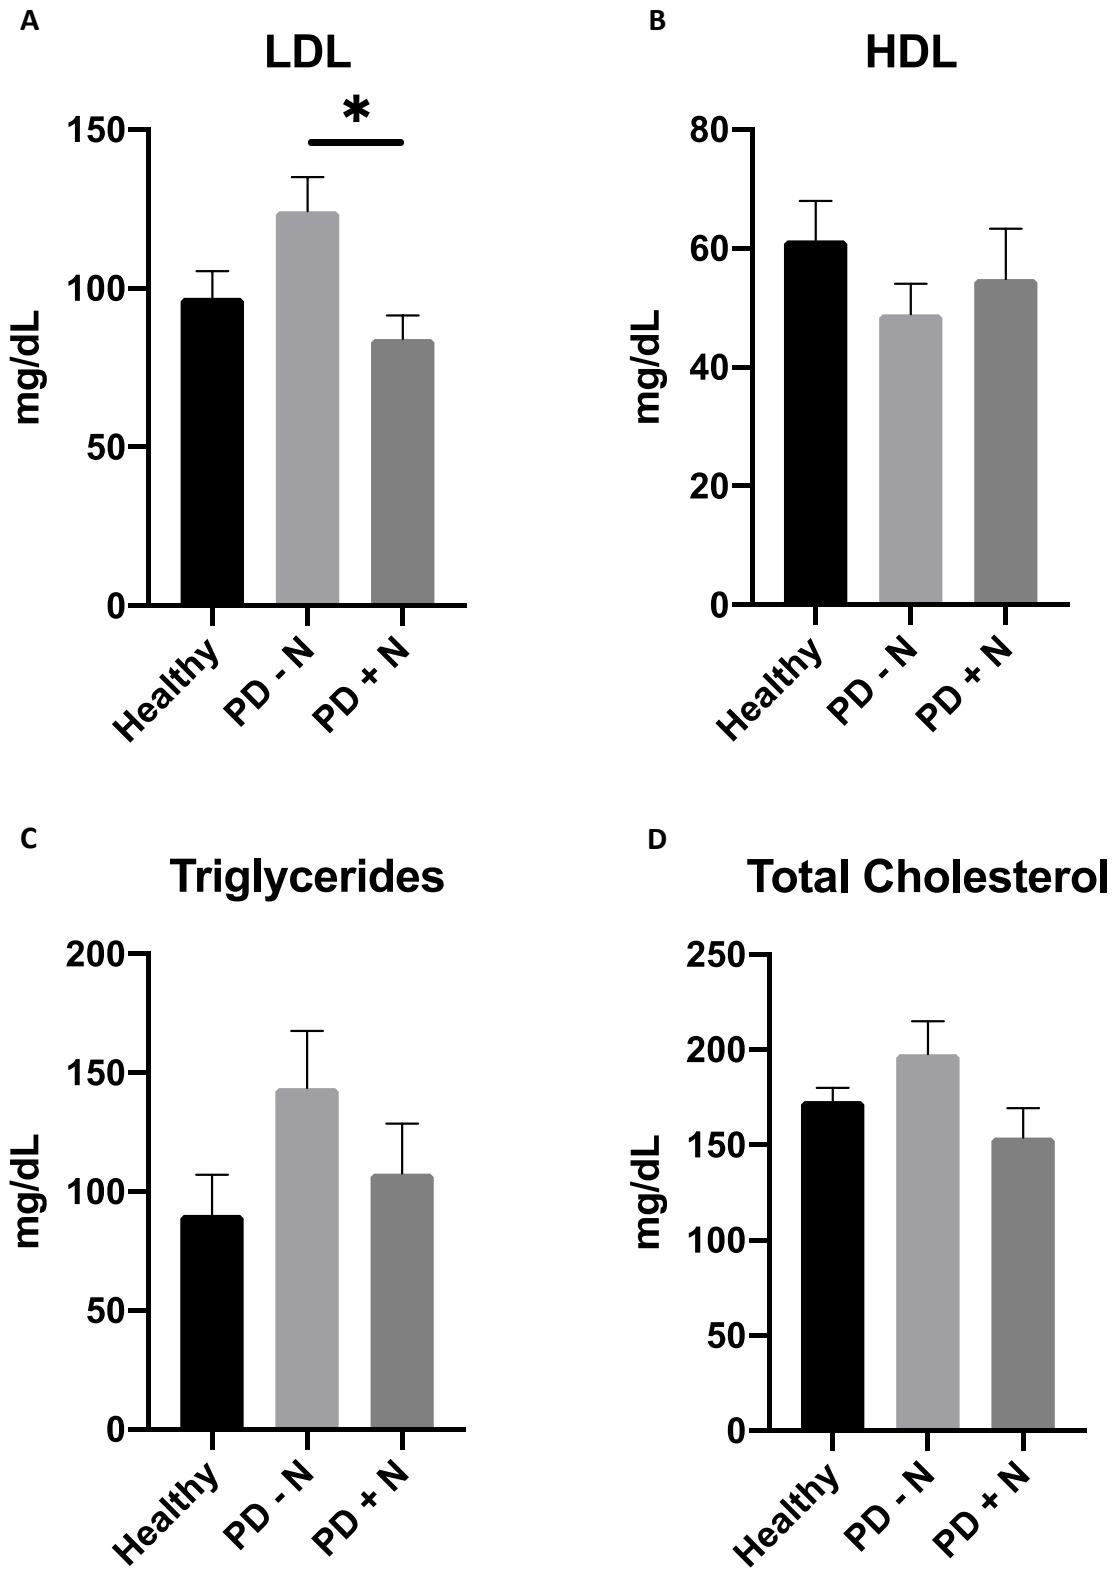 A
LDL
*
150
100
50
0
mg/dL
Healthy
PD - N
PD + N
B
HDL
80
60
40
20
0
mg/dL
Healthy
PD - N
PD + N
C
Triglycerides
200
150
100
50
0
mg/dL
Healthy
PD - N
PD + N
D
Total Cholesterol
250
200
150
100
50
0
mg/dL
Healthy
PD - N
PD + N